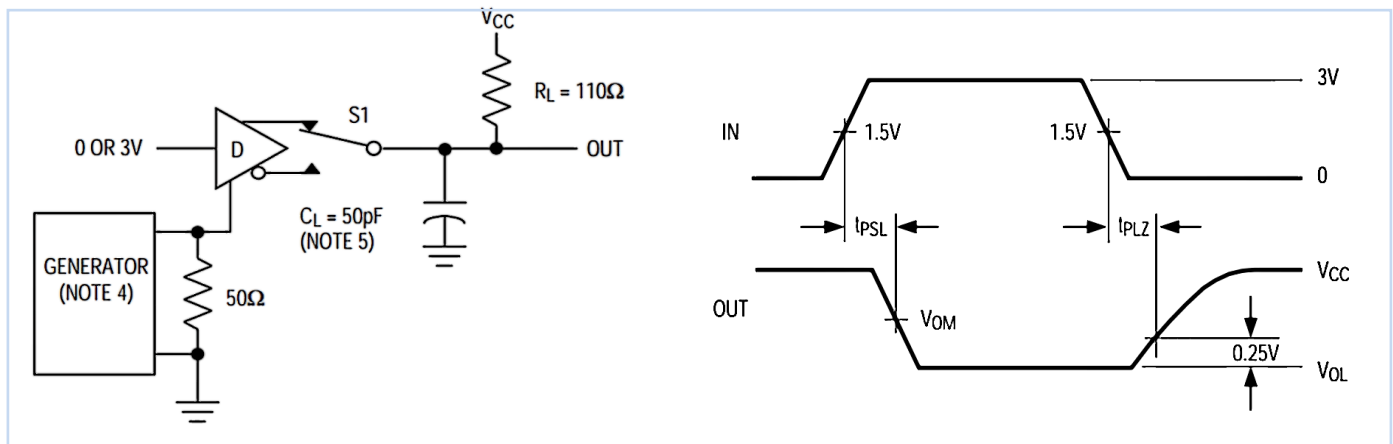 VCC
RL = 110Ω
S1
0 OR 3V
D
OUT
CL = 50pF
(NOTE 5)
GENERATOR
(NOTE 4)
50Ω
3V
IN
1.5V
1.5V
0
tPSL
tPLZ
VCC
OUT
VOM
0.25V
VOL